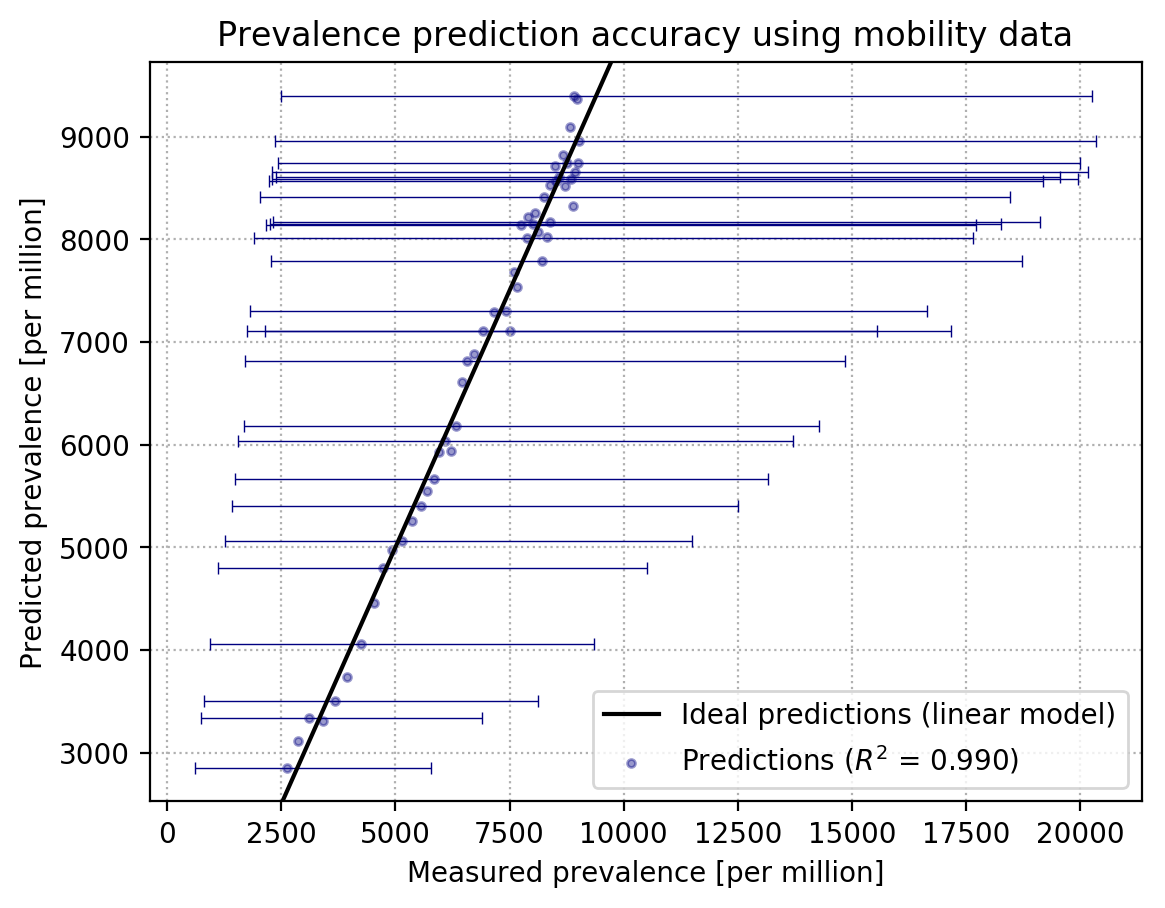 Prevalence prediction accuracy using mobility data
Predicted prevalence [per million]
9000
8000
7000
6000
5000
4000
3000
Ideal predictions (linear model)
Predictions (R² = 0.990)
0 2500 5000 7500 10000 12500 15000 17500 20000
Measured prevalence [per million]